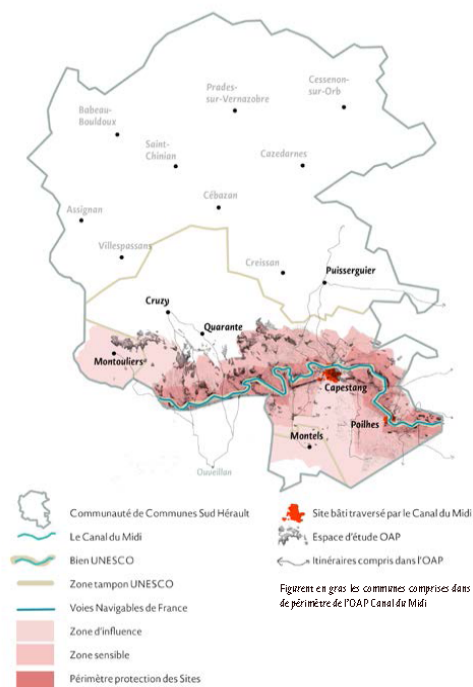 Cessenon-
sur-Orb
Prades-
sur-Vernazobre
Babeau-
Bouldoux
Saint-
Chinian
Cazedarnes
Cébazan
Assignan
Villespassans
Creissan
Puisserguier
Cruzy
Quarante
Montouliers
Capestang
Poilhes
Montels
Ouveillan
Communauté de Communes Sud Hérault
Le Canal du Midi
Bien UNESCO
Zone tampon UNESCO
Voies Navigables de France
Zone d'influence
Zone sensible
Périmètre protection des Sites
Site bâti traversé par le Canal du Midi
Espace d'étude OAP
Itinéraires compris dans l'OAP
Figurent en gras les communes comprises dans
de périmètre de l'OAP Canal du Midi